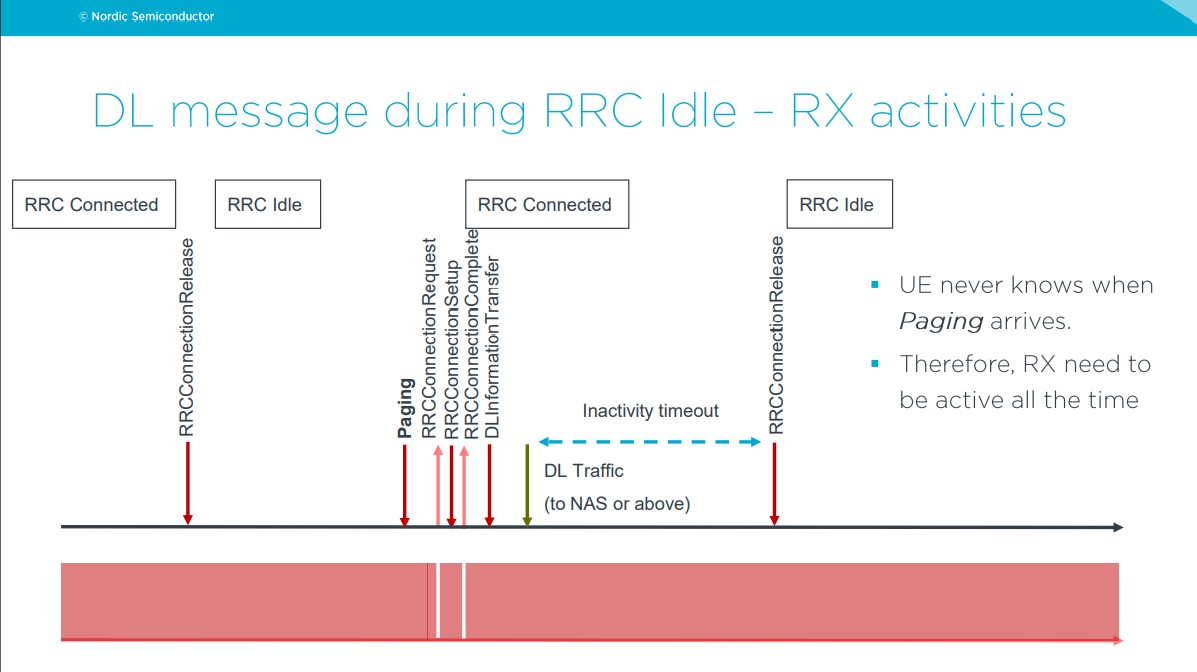 © Nordic Semiconductor
DL message during RRC Idle – RX activities
RRC Connected
RRC Idle
RRC Connected
RRC Idle
RRCConnectionRelease
Paging
RRCConnectionRequest
RRCConnectionSetup
RRCConnectionComplete
DLInformationTransfer
RRCConnectionRelease
Inactivity timeout
DL Traffic
(to NAS or above)
▪ UE never knows when
Paging arrives.
▪ Therefore, RX need to
be active all the time